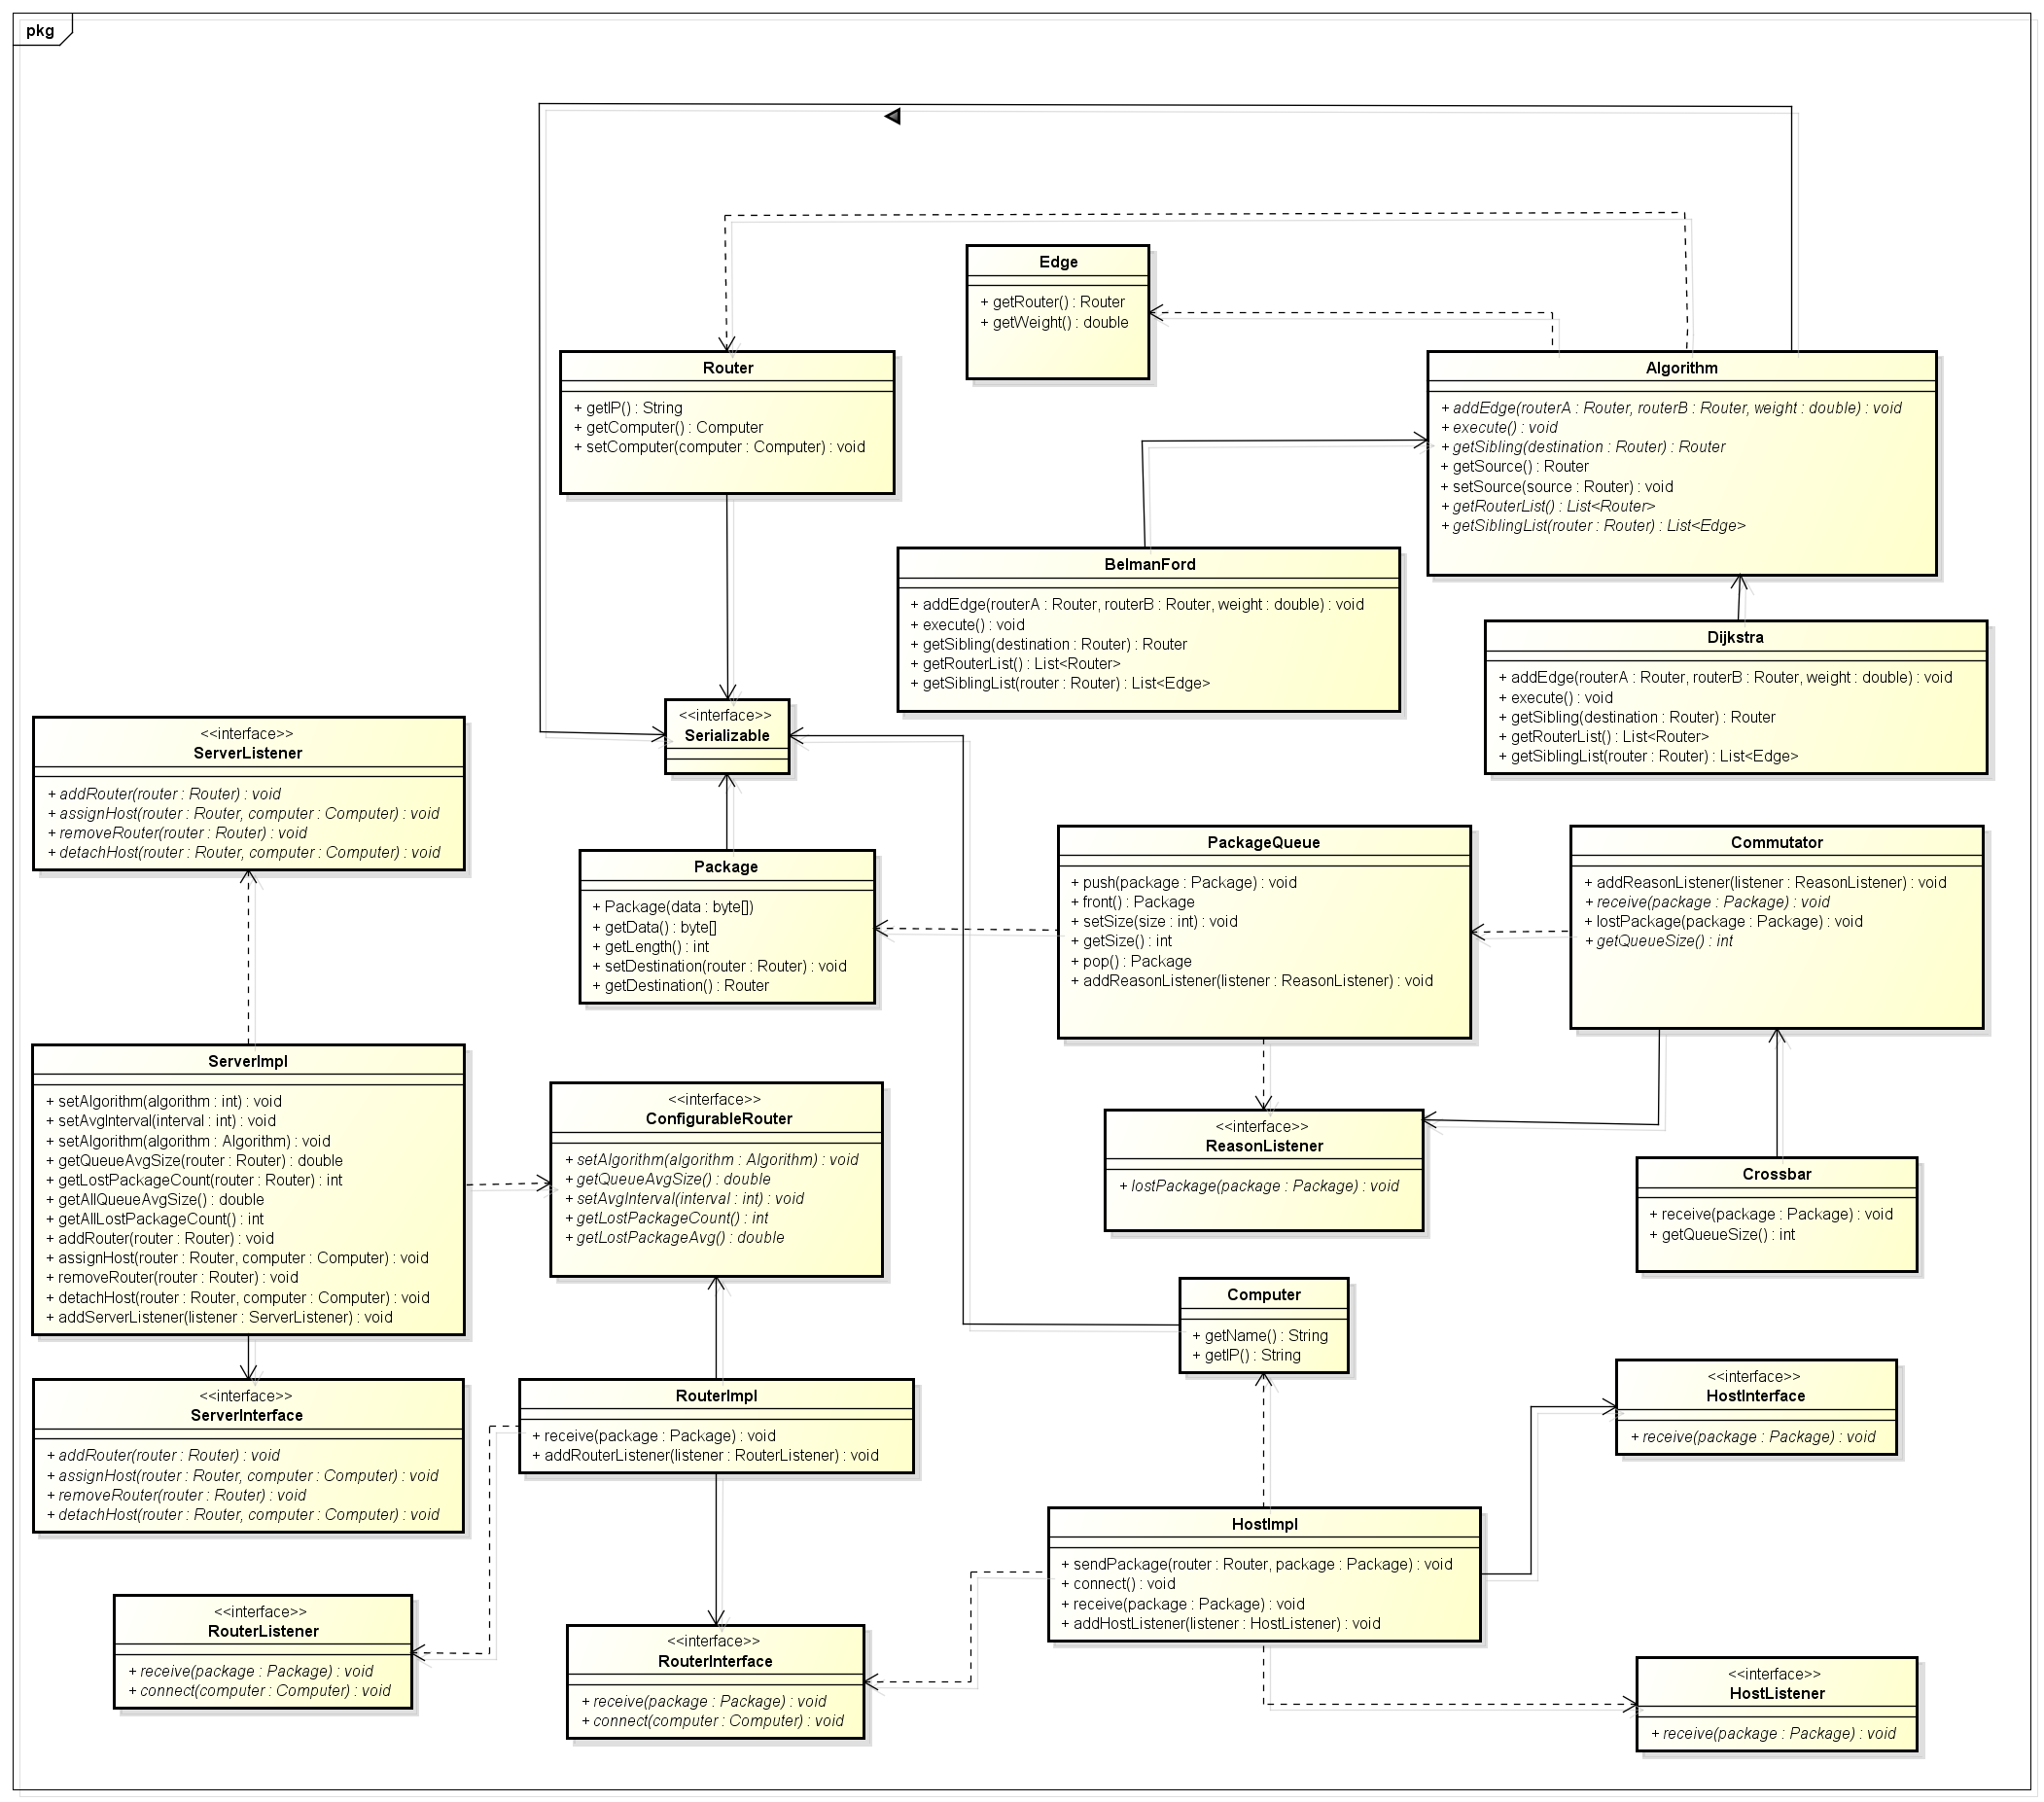 pkg
Edge
+ getRouter() : Router
+ getWeight() : double
Router
+ getIP() : String
+ getComputer() : Computer
+ setComputer(computer : Computer) : void
Algorithm
+ addEdge(routerA : Router, routerB : Router, weight : double) : void
+ execute() : void
+ getSibling(destination : Router) : Router
+ getSource() : Router
+ setSource(source : Router) : void
+ getRouterList() : List<Router>
+ getSiblingList(router : Router) : List<Edge>
BelmanFord
+ addEdge(routerA : Router, routerB : Router, weight : double) : void
+ execute() : void
+ getSibling(destination : Router) : Router
+ getRouterList() : List<Router>
+ getSiblingList(router : Router) : List<Edge>
Dijkstra
+ addEdge(routerA : Router, routerB : Router, weight : double) : void
+ execute() : void
+ getSibling(destination : Router) : Router
+ getRouterList() : List<Router>
+ getSiblingList(router : Router) : List<Edge>
<<interface>>
Serializable
<<interface>>
ServerListener
+ addRouter(router : Router) : void
+ assignHost(router : Router, computer : Computer) : void
+ removeRouter(router : Router) : void
+ detachHost(router : Router, computer : Computer) : void
Package
+ Package(data : byte[])
+ getData() : byte[]
+ getLength() : int
+ setDestination(router : Router) : void
+ getDestination() : Router
PackageQueue
+ push(package : Package) : void
+ front() : Package
+ setSize(size : int) : void
+ getSize() : int
+ pop() : Package
+ addReasonListener(listener : ReasonListener) : void
Commutator
+ addReasonListener(listener : ReasonListener) : void
+ receive(package : Package) : void
+ lostPackage(package : Package) : void
+ getQueueSize() : int
ServerImpl
+ setAlgorithm(algorithm : int) : void
+ setAvgInterval(interval : int) : void
+ setAlgorithm(algorithm : Algorithm) : void
+ getQueueAvgSize(router : Router) : double
+ getLostPackageCount(router : Router) : int
+ getAllQueueAvgSize() : double
+ getAllLostPackageCount() : int
+ addRouter(router : Router) : void
+ assignHost(router : Router, computer : Computer) : void
+ removeRouter(router : Router) : void
+ detachHost(router : Router, computer : Computer) : void
+ addServerListener(listener : ServerListener) : void
<<interface>>
ConfigurableRouter
+ setAlgorithm(algorithm : Algorithm) : void
+ getQueueAvgSize() : double
+ setAvgInterval(interval : int) : void
+ getLostPackageCount() : int
+ getLostPackageAvg() : double
<<interface>>
ReasonListener
+ lostPackage(package : Package) : void
Crossbar
+ receive(package : Package) : void
+ getQueueSize() : int
Computer
+ getName() : String
+ getIP() : String
<<interface>>
HostInterface
+ receive(package : Package) : void
<<interface>>
ServerInterface
+ addRouter(router : Router) : void
+ assignHost(router : Router, computer : Computer) : void
+ removeRouter(router : Router) : void
+ detachHost(router : Router, computer : Computer) : void
RouterImpl
+ receive(package : Package) : void
+ addRouterListener(listener : RouterListener) : void
HostImpl
+ sendPackage(router : Router, package : Package) : void
+ connect() : void
+ receive(package : Package) : void
+ addHostListener(listener : HostListener) : void
<<interface>>
RouterListener
+ receive(package : Package) : void
+ connect(computer : Computer) : void
<<interface>>
RouterInterface
+ receive(package : Package) : void
+ connect(computer : Computer) : void
<<interface>>
HostListener
+ receive(package : Package) : void